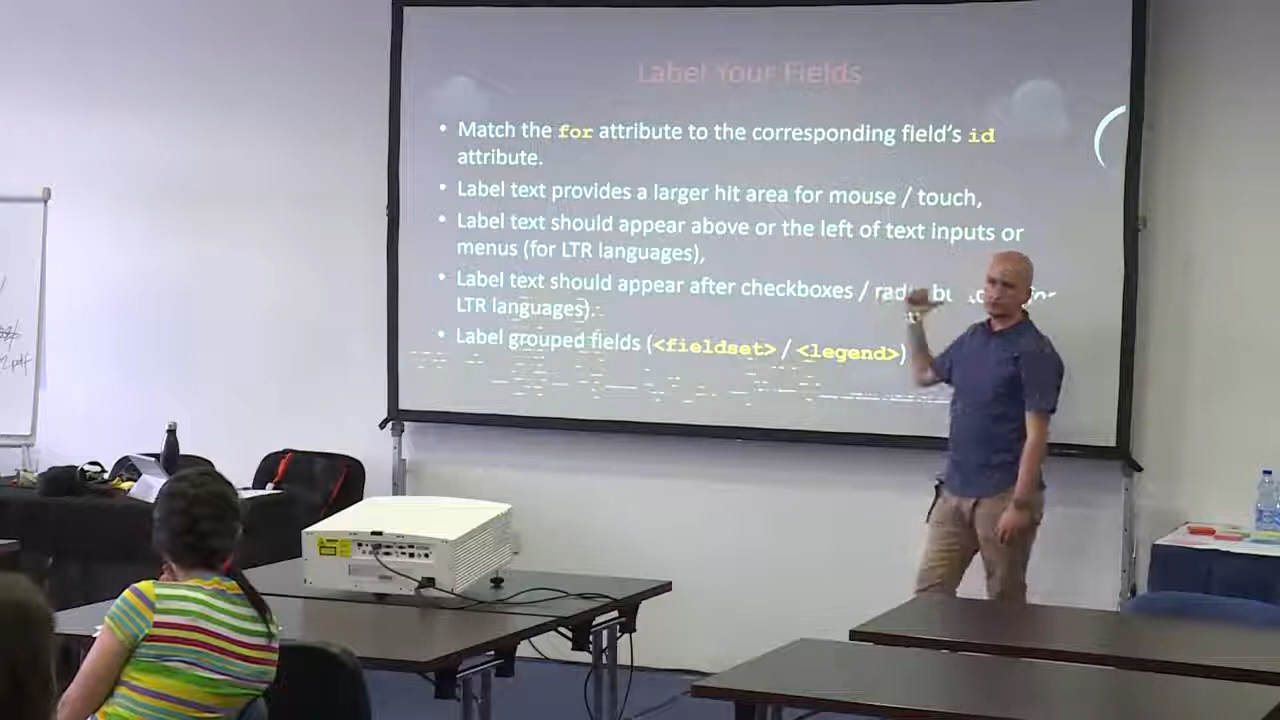 Label Your Fields
• Match the for attribute to the corresponding field's id
attribute.
• Label text provides a larger hit area for mouse / touch,
• Label text should appear above or the left of text inputs or
menus (for LTR languages),
• Label text should appear after checkboxes / radio
LTR languages).
• Label grouped fields (<fieldset> / <legend>)
.pdf